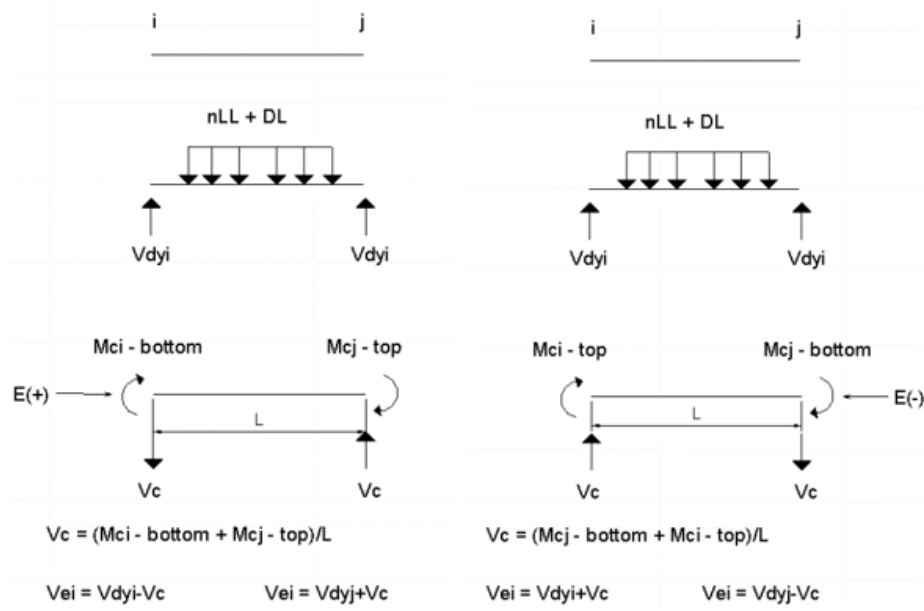 i j
nLL + DL
Vdyi Vdyi
Mci - bottom Mcj - top
E(+)
L
Vc Vc
Vc = (Mci - bottom + Mcj - top)/L
Vei = Vdyi-Vc Vei = Vdyj+Vc
i j
nLL + DL
Vdyi Vdyi
Mci - top Mcj - bottom
E(-)
L
Vc Vc
Vc = (Mcj - bottom + Mci - top)/L
Vei = Vdyi+Vc Vei = Vdyj-Vc